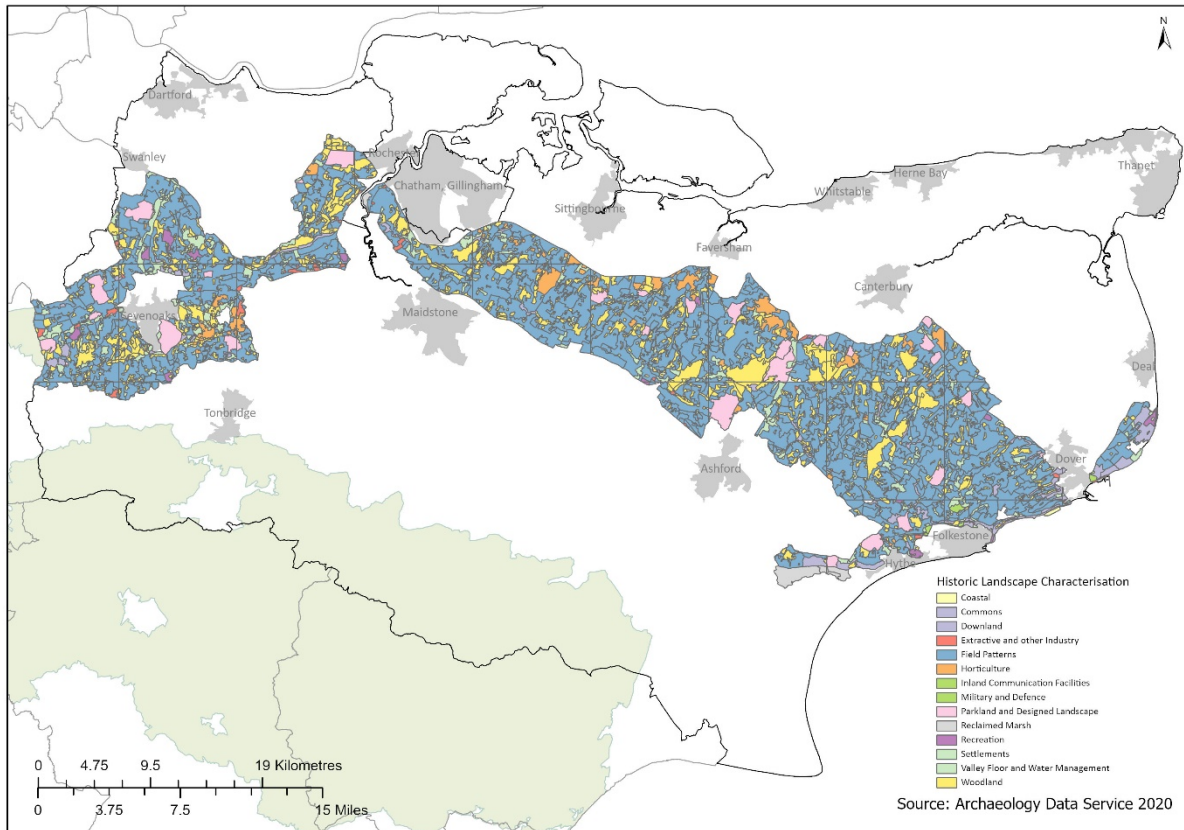 N
Dartford
Swanley
Rochester
Chatham, Gillingham
Sittingbourne
Whitstable
Herne Bay
Thanet
Faversham
Canterbury
Sevenoaks
Maidstone
Deal
Tonbridge
Ashford
Dover
Folkestone
Hythe
Historic Landscape Characterisation
Coastal
Commons
Downland
Extractive and other Industry
Field Patterns
Horticulture
Inland Communication Facilities
Military and Defence
Parkland and Designed Landscape
Reclaimed Marsh
Recreation
Settlements
Valley Floor and Water Management
Woodland
0 4.75 9.5 19 Kilometres
0 3.75 7.5 15 Miles
Source: Archaeology Data Service 2020